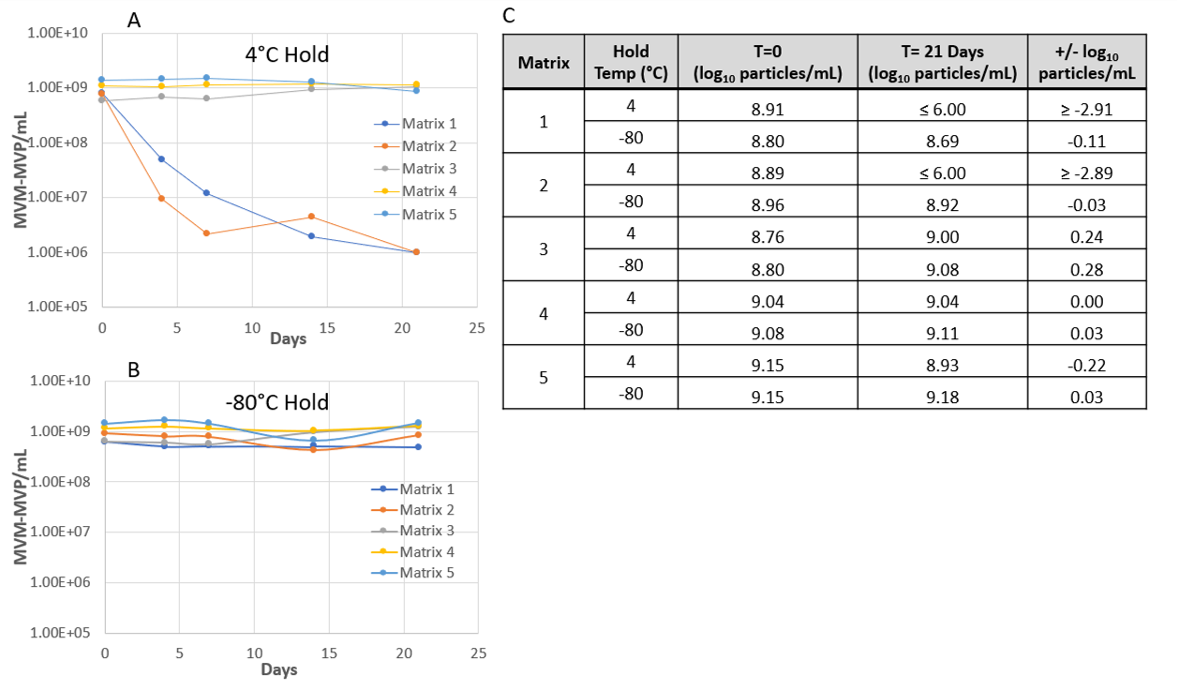 A
4°C Hold
MVM-MVP/mL
1.00E+10
1.00E+09
1.00E+08
1.00E+07
1.00E+06
1.00E+05
Matrix 1
Matrix 2
Matrix 3
Matrix 4
Matrix 5
0 5 10 15 20 25
Days
B
-80°C Hold
MVM-MVP/mL
1.00E+10
1.00E+09
1.00E+08
1.00E+07
1.00E+06
1.00E+05
Matrix 1
Matrix 2
Matrix 3
Matrix 4
Matrix 5
0 5 10 15 20 25
Days
C
Matrix Hold Temp (°C) T=0 (log10 particles/mL) T= 21 Days (log10 particles/mL) +/- log10 particles/mL
1 4 8.91 ≤ 6.00 ≥ -2.91
-80 8.80 8.69 -0.11
2 4 8.89 ≤ 6.00 ≥ -2.89
-80 8.96 8.92 -0.03
3 4 8.76 9.00 0.24
-80 8.80 9.08 0.28
4 4 9.04 9.04 0.00
-80 9.08 9.11 0.03
5 4 9.15 8.93 -0.22
-80 9.15 9.18 0.03